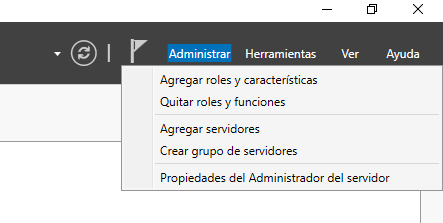 Administrar Herramientas Ver Ayuda
Agregar roles y características
Quitar roles y funciones
Agregar servidores
Crear grupo de servidores
Propiedades del Administrador del servidor